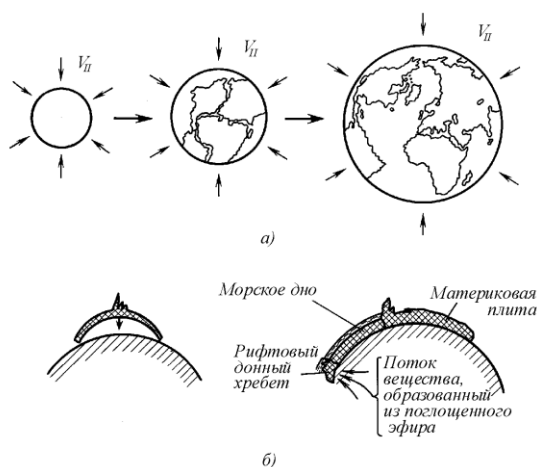 V_II
V_II
V_II
а)
Морское дно
Материковая
плита
Рифтовый
донный
хребет
Поток
вещества,
образованный
из поглощенного
эфира
б)